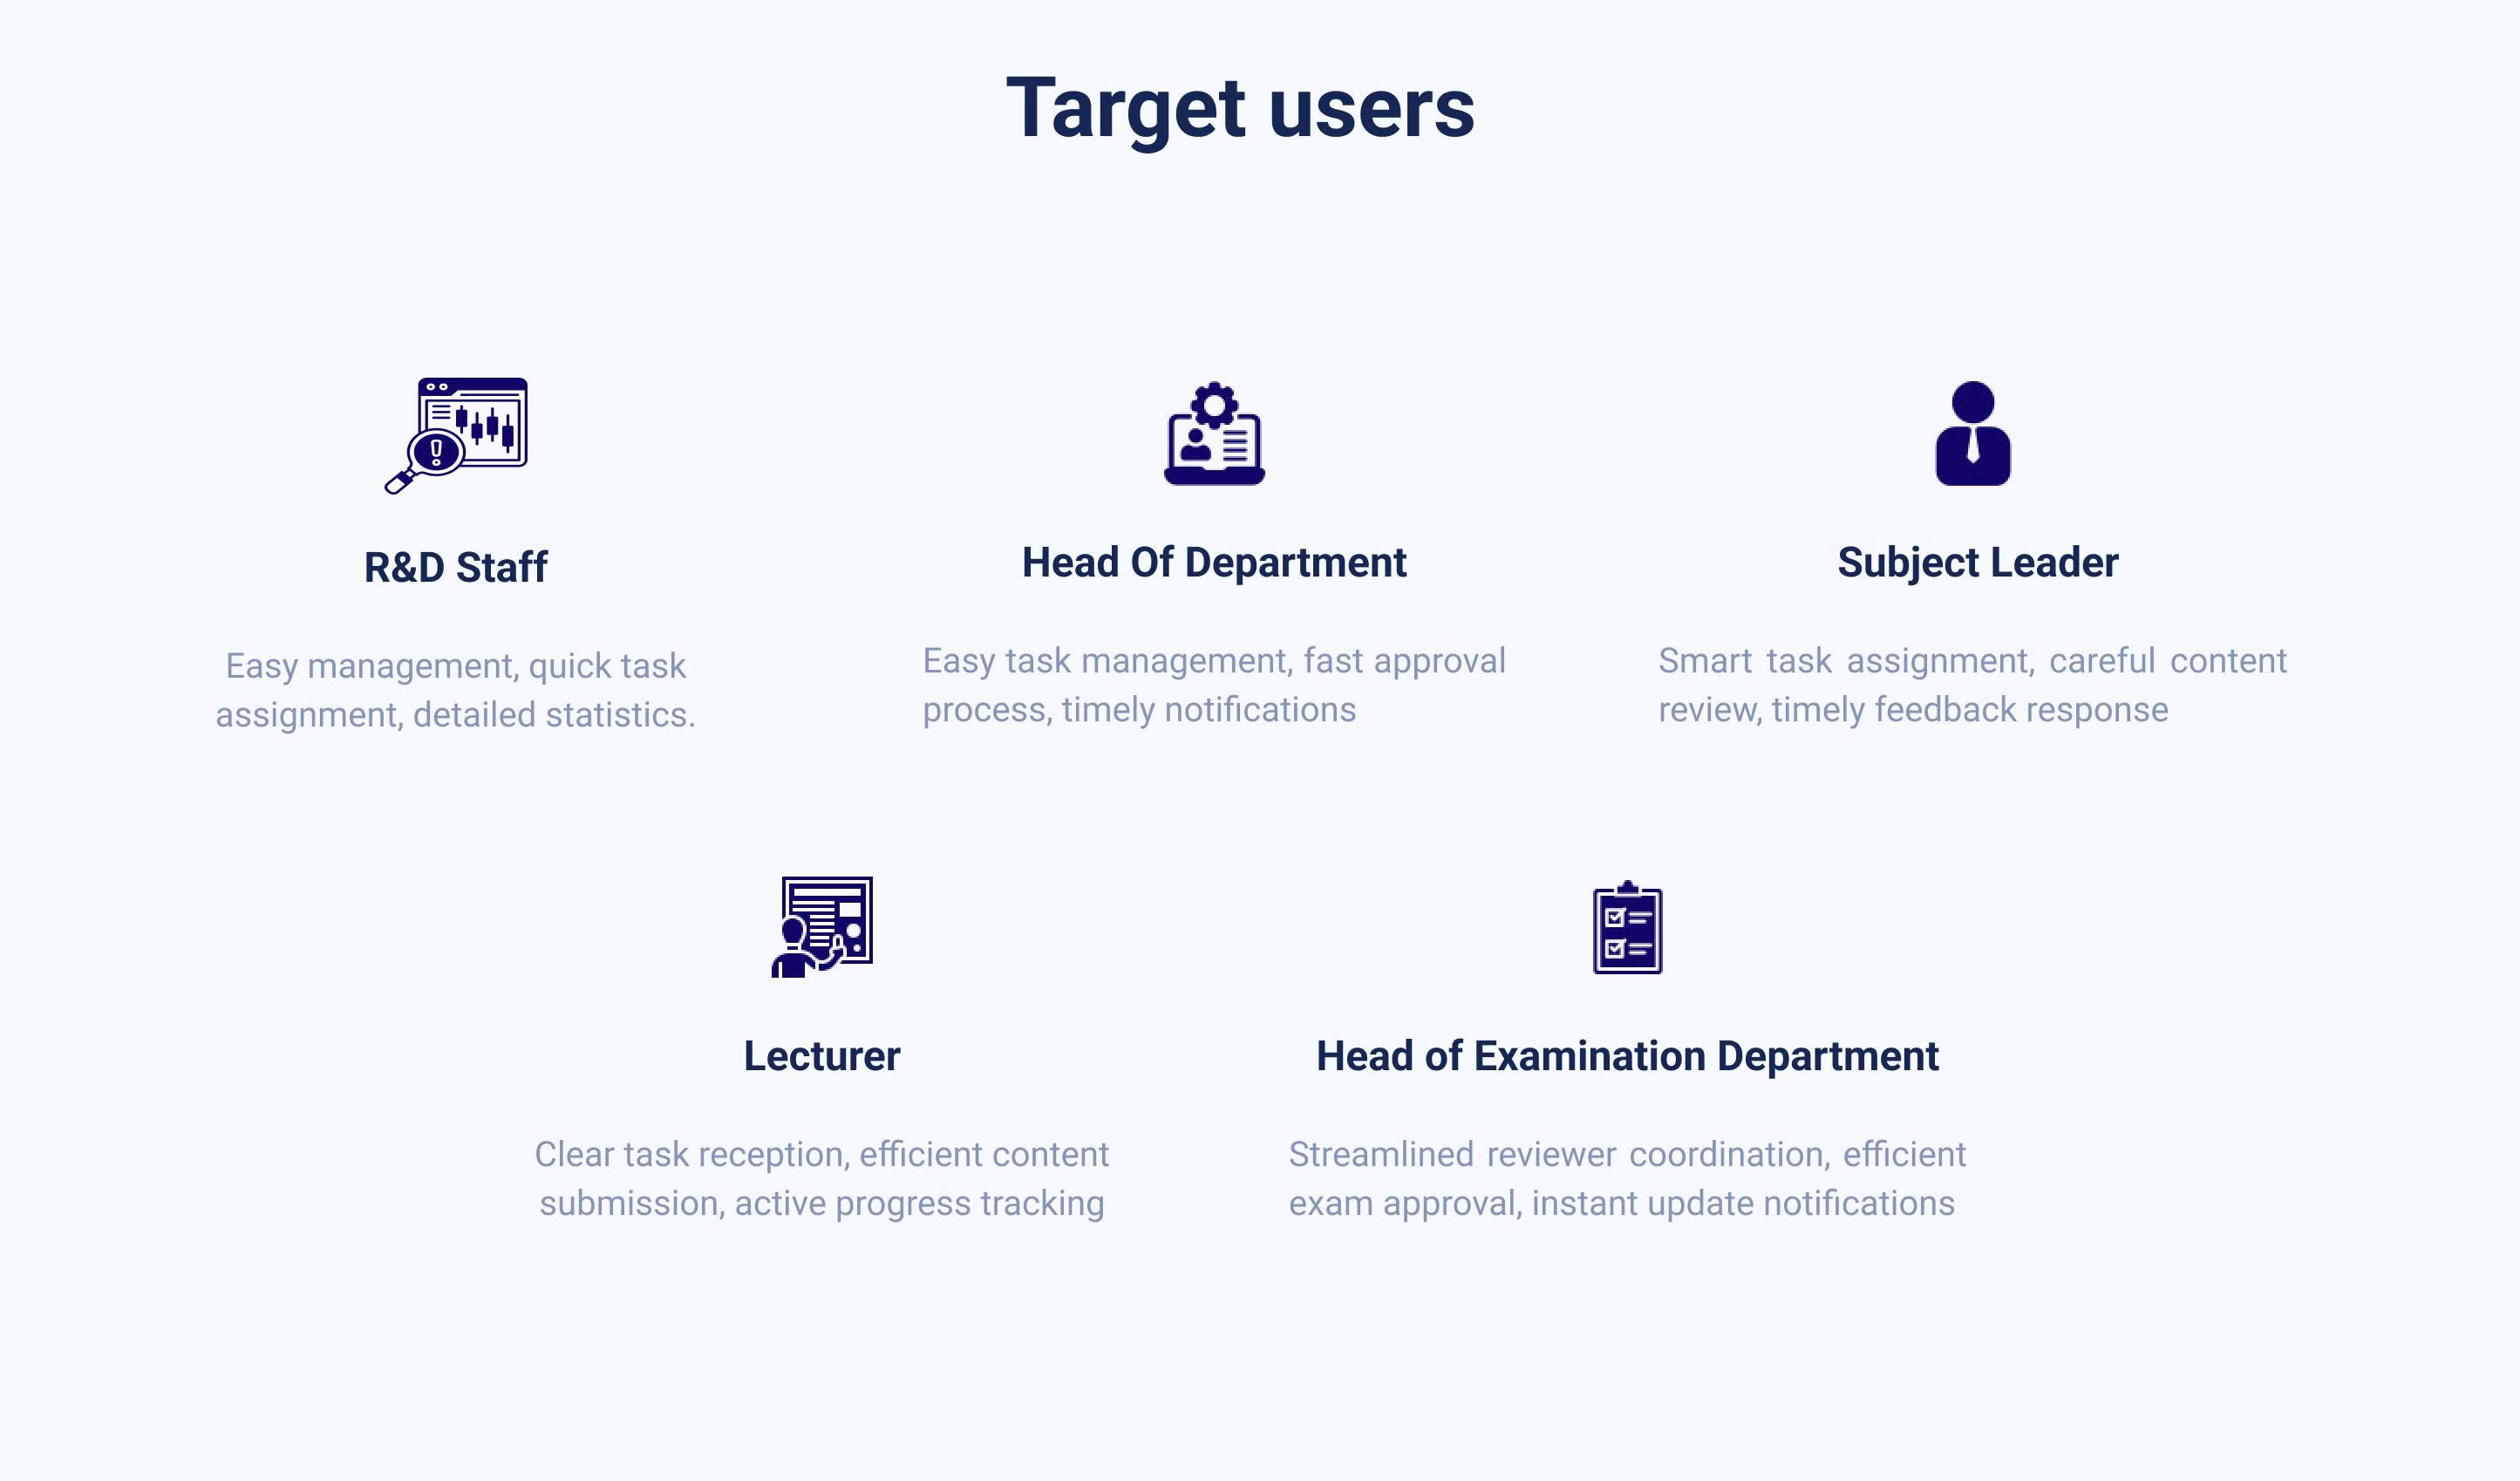 Target users
R&D Staff
Easy management, quick task
assignment, detailed statistics.
Head Of Department
Easy task management, fast approval
process, timely notifications
Subject Leader
Smart task assignment, careful content
review, timely feedback response
Lecturer
Clear task reception, efficient content
submission, active progress tracking
Head of Examination Department
Streamlined reviewer coordination, efficient
exam approval, instant update notifications